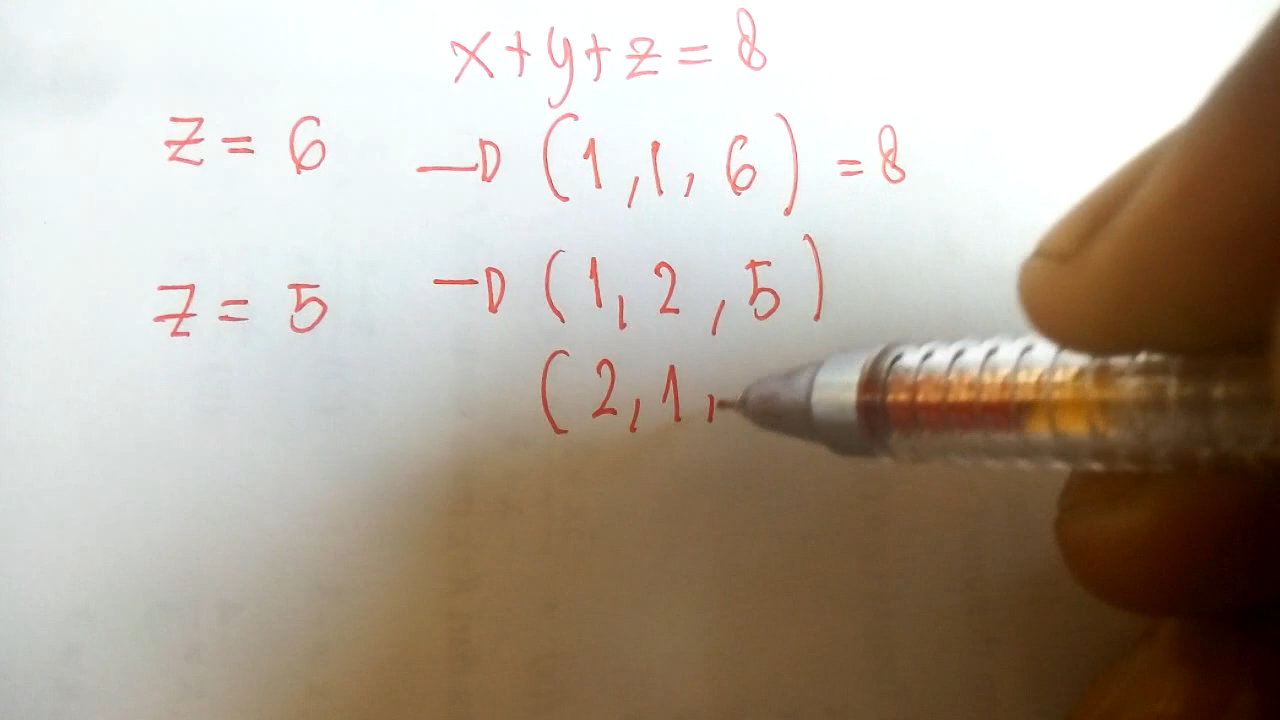 x+y+z=8
z=6 → (1,1,6)=8
z=5 → (1,2,5)
(2,1,